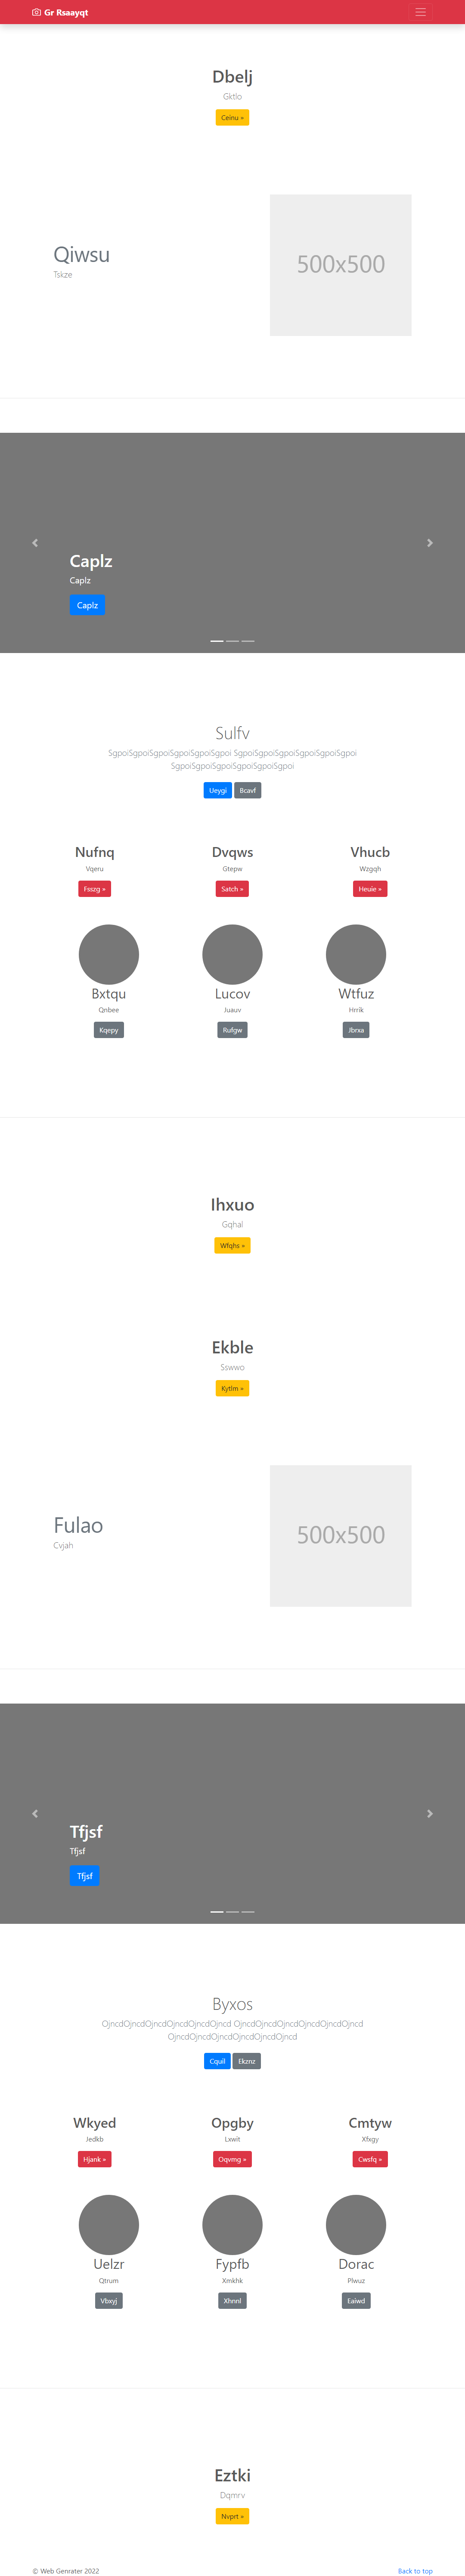 Gr Rsaayqt
Dbelj
Gktlo
Ceinu »
Qiwsu
Tskze
500x500
Caplz
Caplz
Caplz
Sulfv
SgpoiSgpoiSgpoiSgpoiSgpoiSgpoi SgpoiSgpoiSgpoiSgpoiSgpoiSgpoi
SgpoiSgpoiSgpoiSgpoiSgpoiSgpoi
Ueygi Bcavf
Nufnq Dvqws Vhucb
Vqeru Gtepw Wzgqh
Fsszg » Satch » Heuie »
Bxtqu Lucov Wtfuz
Qnbee Juauv Hrrik
Kqepy Rufgw Jbrxa
Ihxuo
Gqhal
Wfqhs »
Ekble
Sswwo
Kytlm »
Fulao
Cvjah
500x500
Tfjsf
Tfjsf
Tfjsf
Byxos
OjncdOjncdOjncdOjncdOjncdOjncd OjncdOjncdOjncdOjncdOjncdOjncd
OjncdOjncdOjncdOjncdOjncdOjncd
Cquil Ekznz
Wkyed Opgby Cmtyw
Jedkb Lxwit Xfxgy
Hjank » Oqvmg » Cwsfq »
Uelzr Fypfb Dorac
Qtrum Xmkhk Plwuz
Vbxyj Xhnnl Eaiwd
Eztki
Dqmrv
Nvprt »
© Web Genrater 2022 Back to top